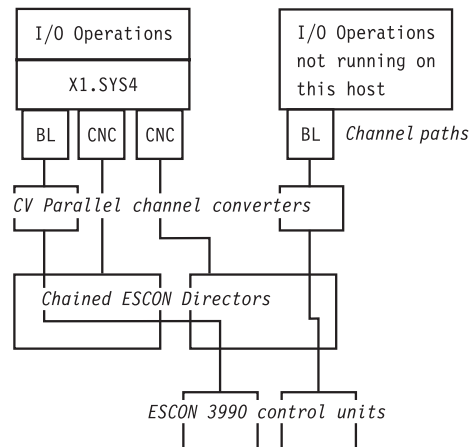 I/O Operations
X1.SYS4
I/O Operations
not running on
this host
BL CNC CNC
BL
Channel paths
CV Parallel channel converters
Chained ESCON Directors
ESCON 3990 control units